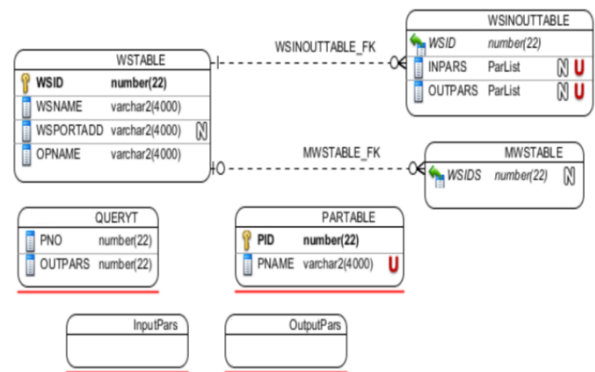 WSINOUTTABLE
WSID number(22)
INPARS ParList N U
OUTPARS ParList N U
WSINOUTTABLE_FK
WSTABLE
WSID number(22)
WSNAME varchar2(4000)
WSPORTADD varchar2(4000) N
OPNAME varchar2(4000)
MWSTABLE_FK
MWSTABLE
WSIDS number(22) N
QUERYT
PNO number(22)
OUTPARS number(22)
PARTABLE
PID number(22)
PNAME varchar2(4000) U
InputPars
OutputPars